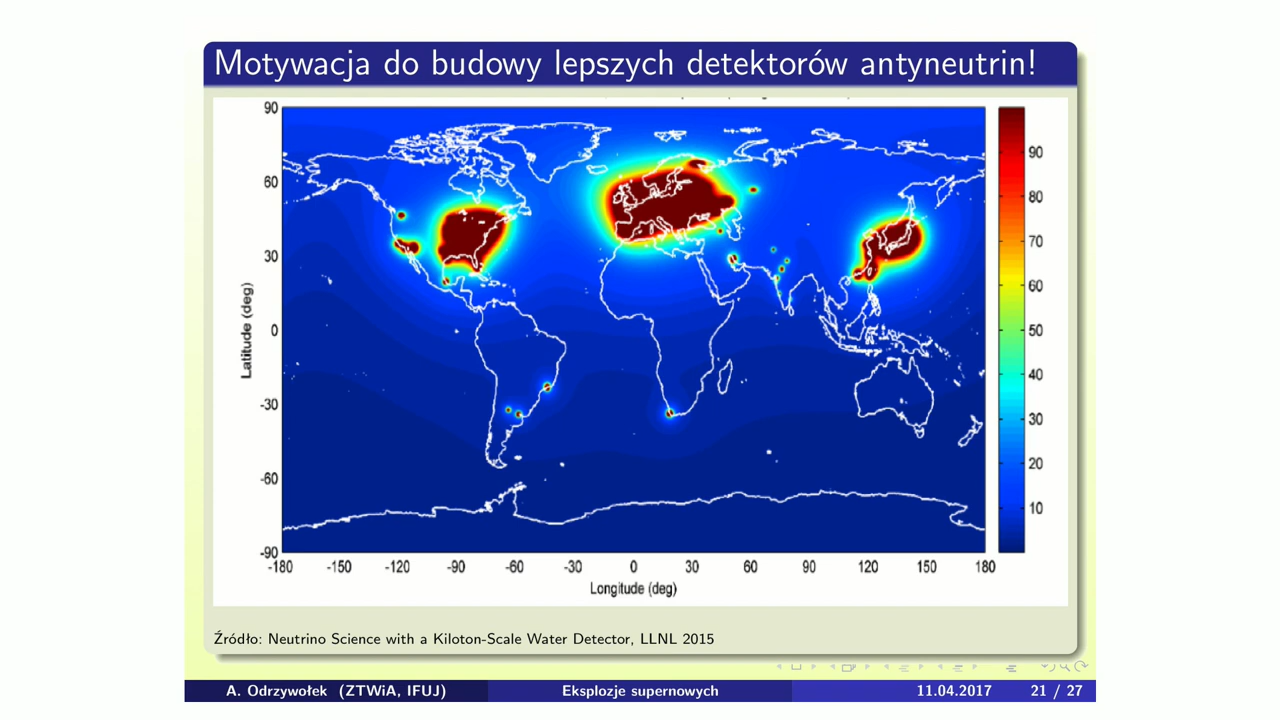 Motywacja do budowy lepszych detektorów antyneutrin!
90
60
30
0
-30
-60
-90
Latitude (deg)
-180 -150 -120 -90 -60 -30 0 30 60 90 120 150 180
Longitude (deg)
90
80
70
60
50
40
30
20
10
Źródło: Neutrino Science with a Kiloton-Scale Water Detector, LLNL 2015
A. Odrzywołek (ZTWiA, IFUJ) Eksplozje supernowych 11.04.2017 21 / 27